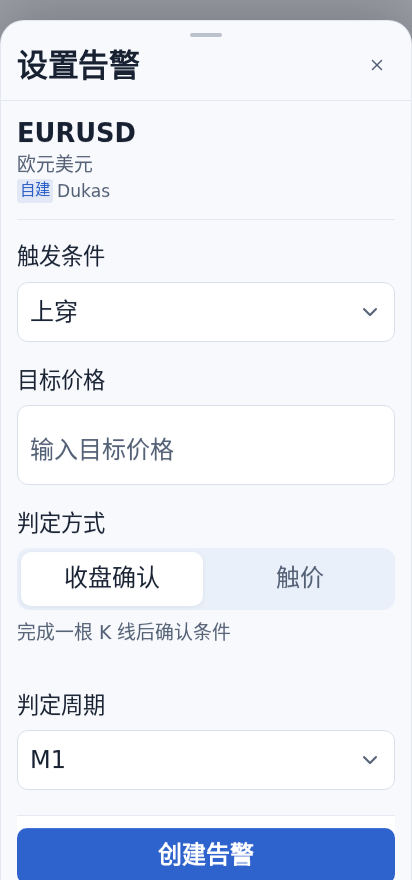 设置告警
×
EURUSD
欧元美元
自建 Dukas
触发条件
上穿
目标价格
输入目标价格
判定方式
收盘确认 触价
完成一根 K 线后确认条件
判定周期
M1
创建告警